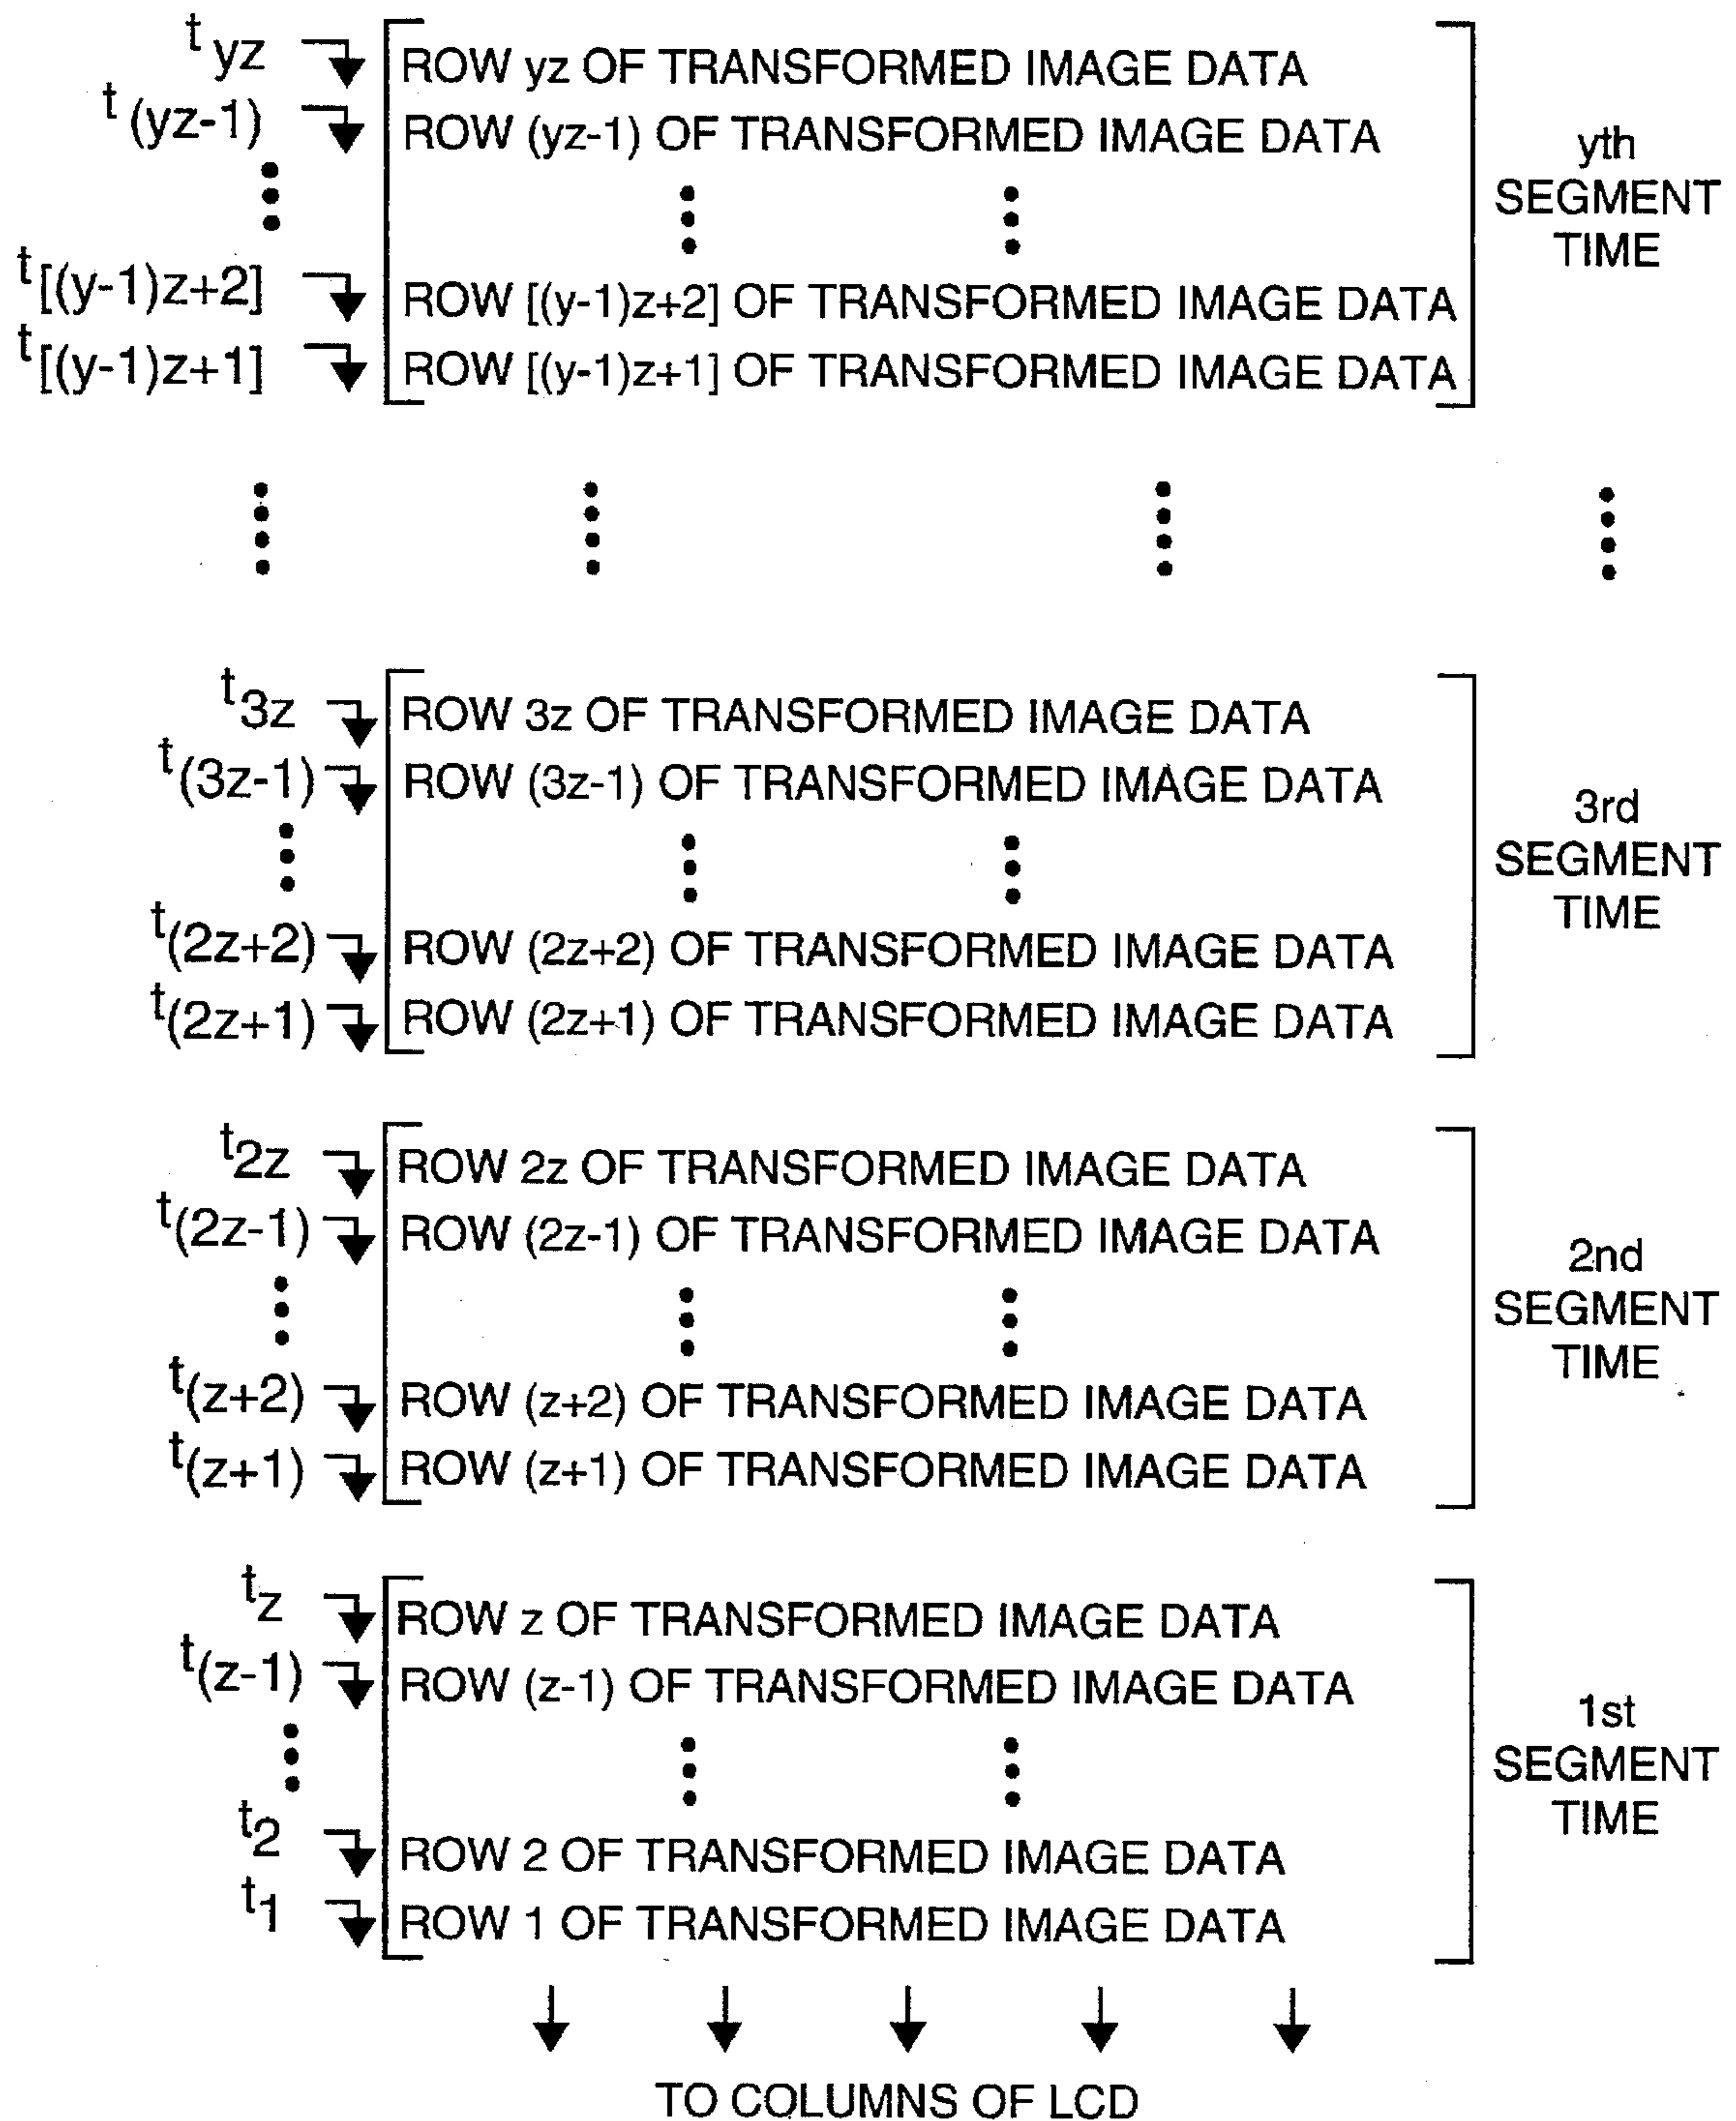 t yz ROW yz OF TRANSFORMED IMAGE DATA
t (yz-1) ROW (yz-1) OF TRANSFORMED IMAGE DATA
t [(y-1)z+2] ROW [(y-1)z+2] OF TRANSFORMED IMAGE DATA
t [(y-1)z+1] ROW [(y-1)z+1] OF TRANSFORMED IMAGE DATA
yth
SEGMENT
TIME
t3z ROW 3z OF TRANSFORMED IMAGE DATA
t(3z-1) ROW (3z-1) OF TRANSFORMED IMAGE DATA
t(2z+2) ROW (2z+2) OF TRANSFORMED IMAGE DATA
t(2z+1) ROW (2z+1) OF TRANSFORMED IMAGE DATA
3rd
SEGMENT
TIME
t2z ROW 2z OF TRANSFORMED IMAGE DATA
t(2z-1) ROW (2z-1) OF TRANSFORMED IMAGE DATA
t(z+2) ROW (z+2) OF TRANSFORMED IMAGE DATA
t(z+1) ROW (z+1) OF TRANSFORMED IMAGE DATA
2nd
SEGMENT
TIME
tz ROW z OF TRANSFORMED IMAGE DATA
t(z-1) ROW (z-1) OF TRANSFORMED IMAGE DATA
t2 ROW 2 OF TRANSFORMED IMAGE DATA
t1 ROW 1 OF TRANSFORMED IMAGE DATA
1st
SEGMENT
TIME
TO COLUMNS OF LCD